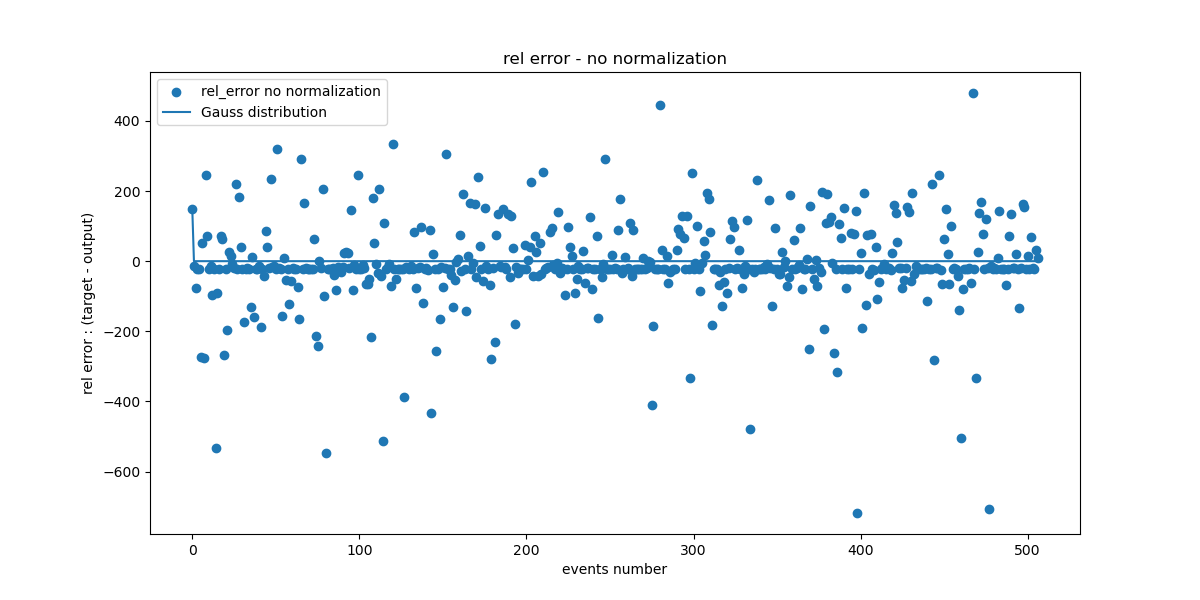 rel error - no normalization
rel_error no normalization
Gauss distribution
400
200
0
−200
−400
−600
rel error : (target - output)
0 100 200 300 400 500
events number